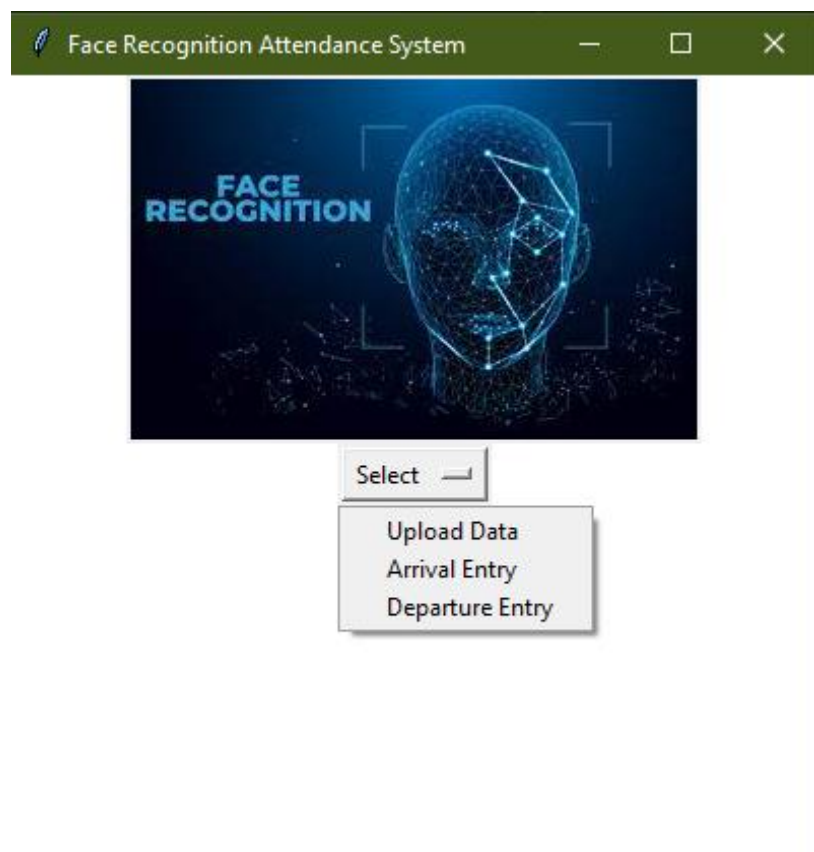 Face Recognition Attendance System
FACE
RECOGNITION
Select
Upload Data
Arrival Entry
Departure Entry